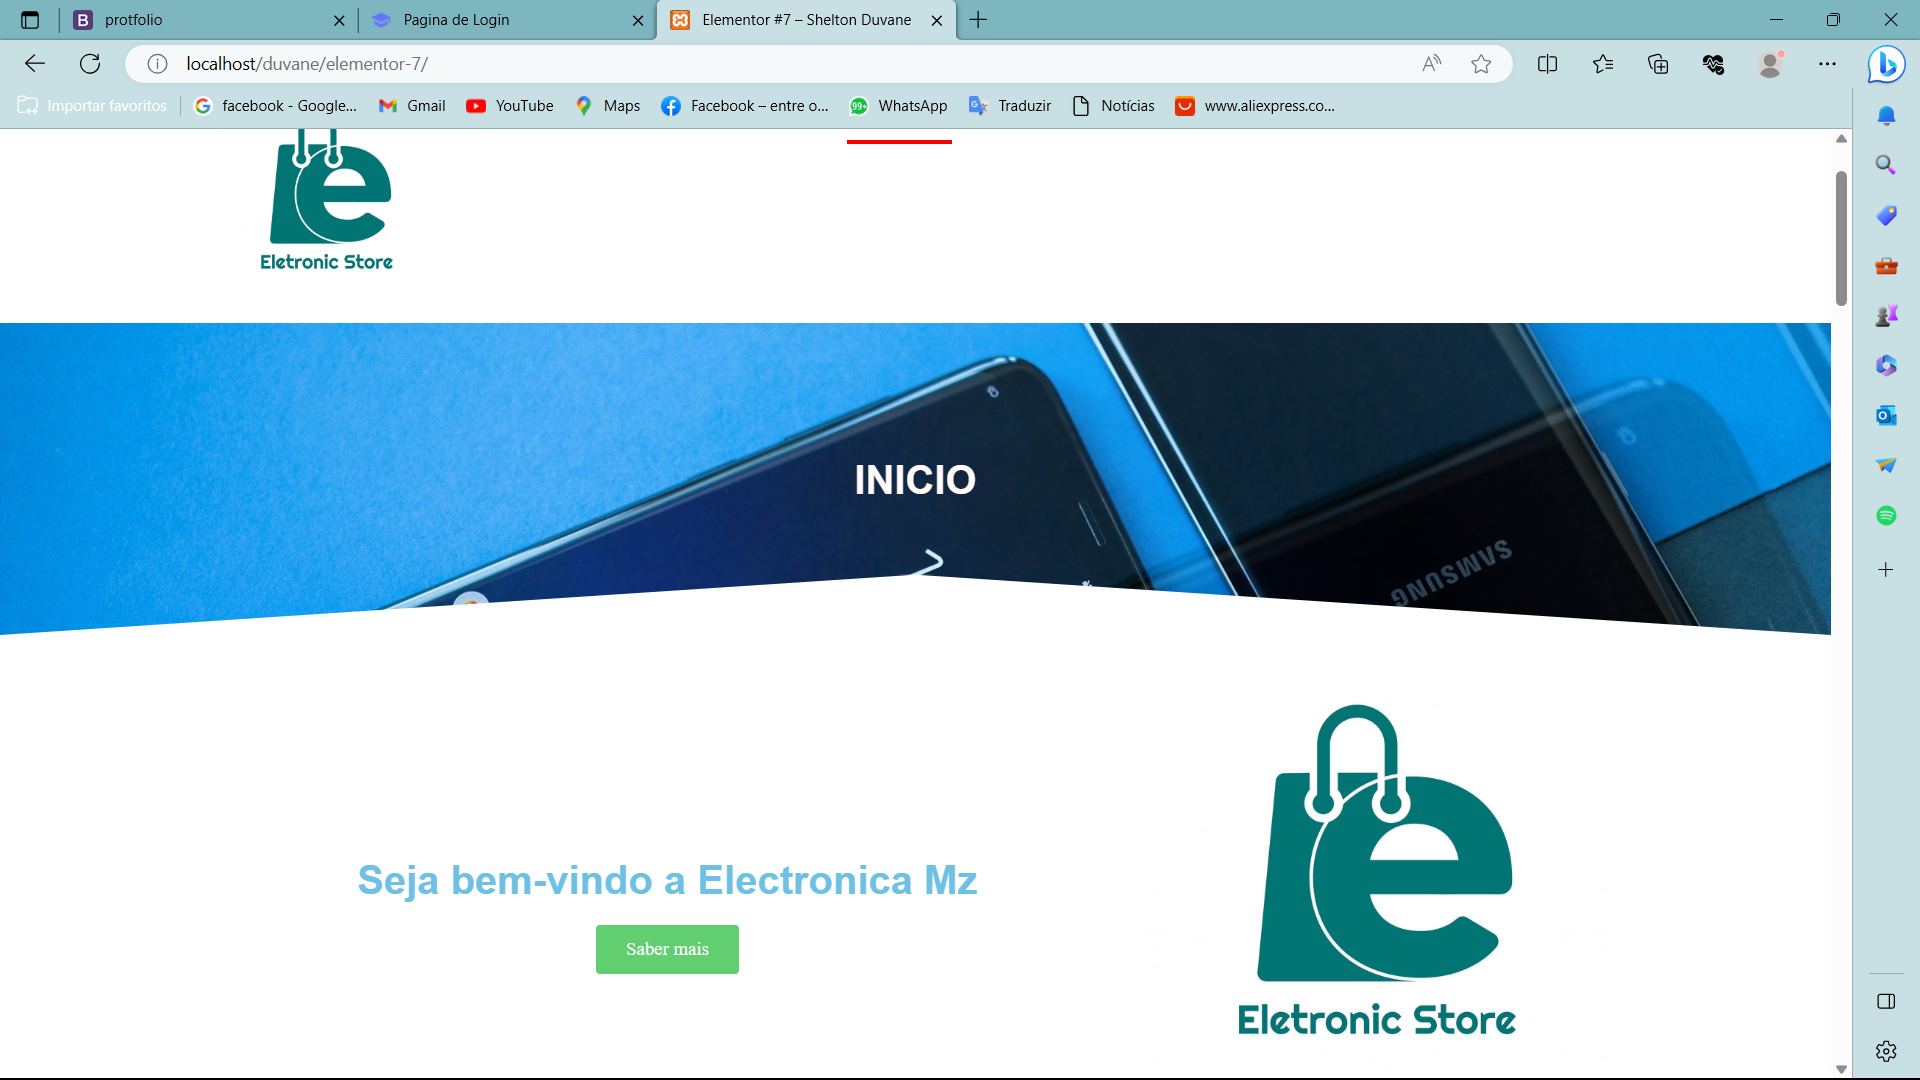 protfolio
Pagina de Login
Elementor #7 – Shelton Duvane
localhost/duvane/elementor-7/
Importar favoritos
facebook - Google...
Gmail
YouTube
Maps
Facebook – entre o...
99+
WhatsApp
Traduzir
Notícias
www.aliexpress.co...
Eletronic Store
INICIO
SAMSUNG
Seja bem-vindo a Electronica Mz
Saber mais
Eletronic Store